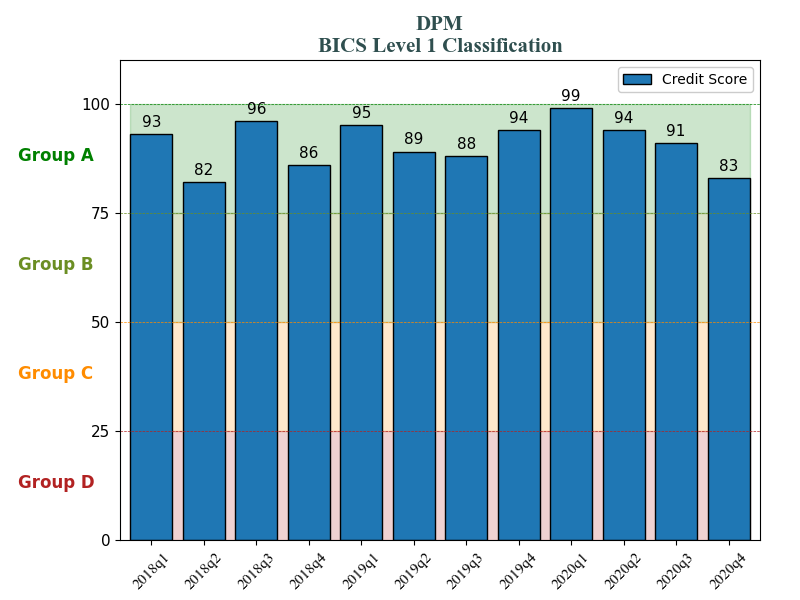 DPM
BICS Level 1 Classification
Credit Score
100
75
50
25
0
Group A
Group B
Group C
Group D
93
82
96
86
95
89
88
94
99
94
91
83
2018q1
2018q2
2018q3
2018q4
2019q1
2019q2
2019q3
2019q4
2020q1
2020q2
2020q3
2020q4